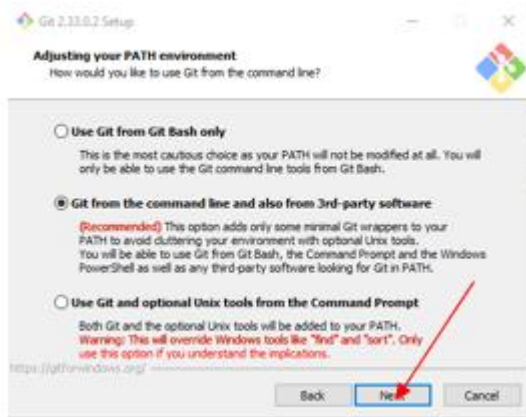 Git 2.33.0.2 Setup
Adjusting your PATH environment
How would you like to use Git from the command line?
Use Git from Git Bash only
This is the most cautious choice as your PATH will not be modified at all. You will
only be able to use the Git command line tools from Git Bash.
Git from the command line and also from 3rd-party software
(Recommended) This option adds only some minimal Git wrappers to your
PATH to avoid cluttering your environment with optional Unix tools.
You will be able to use Git from Git Bash, the Command Prompt and the Windows
PowerShell as well as any third-party software looking for Git in PATH.
Use Git and optional Unix tools from the Command Prompt
Both Git and the optional Unix tools will be added to your PATH.
Warning: This will override Windows tools like "find" and "sort". Only
use this option if you understand the implications.
https://gitforwindows.org/
Back Next Cancel